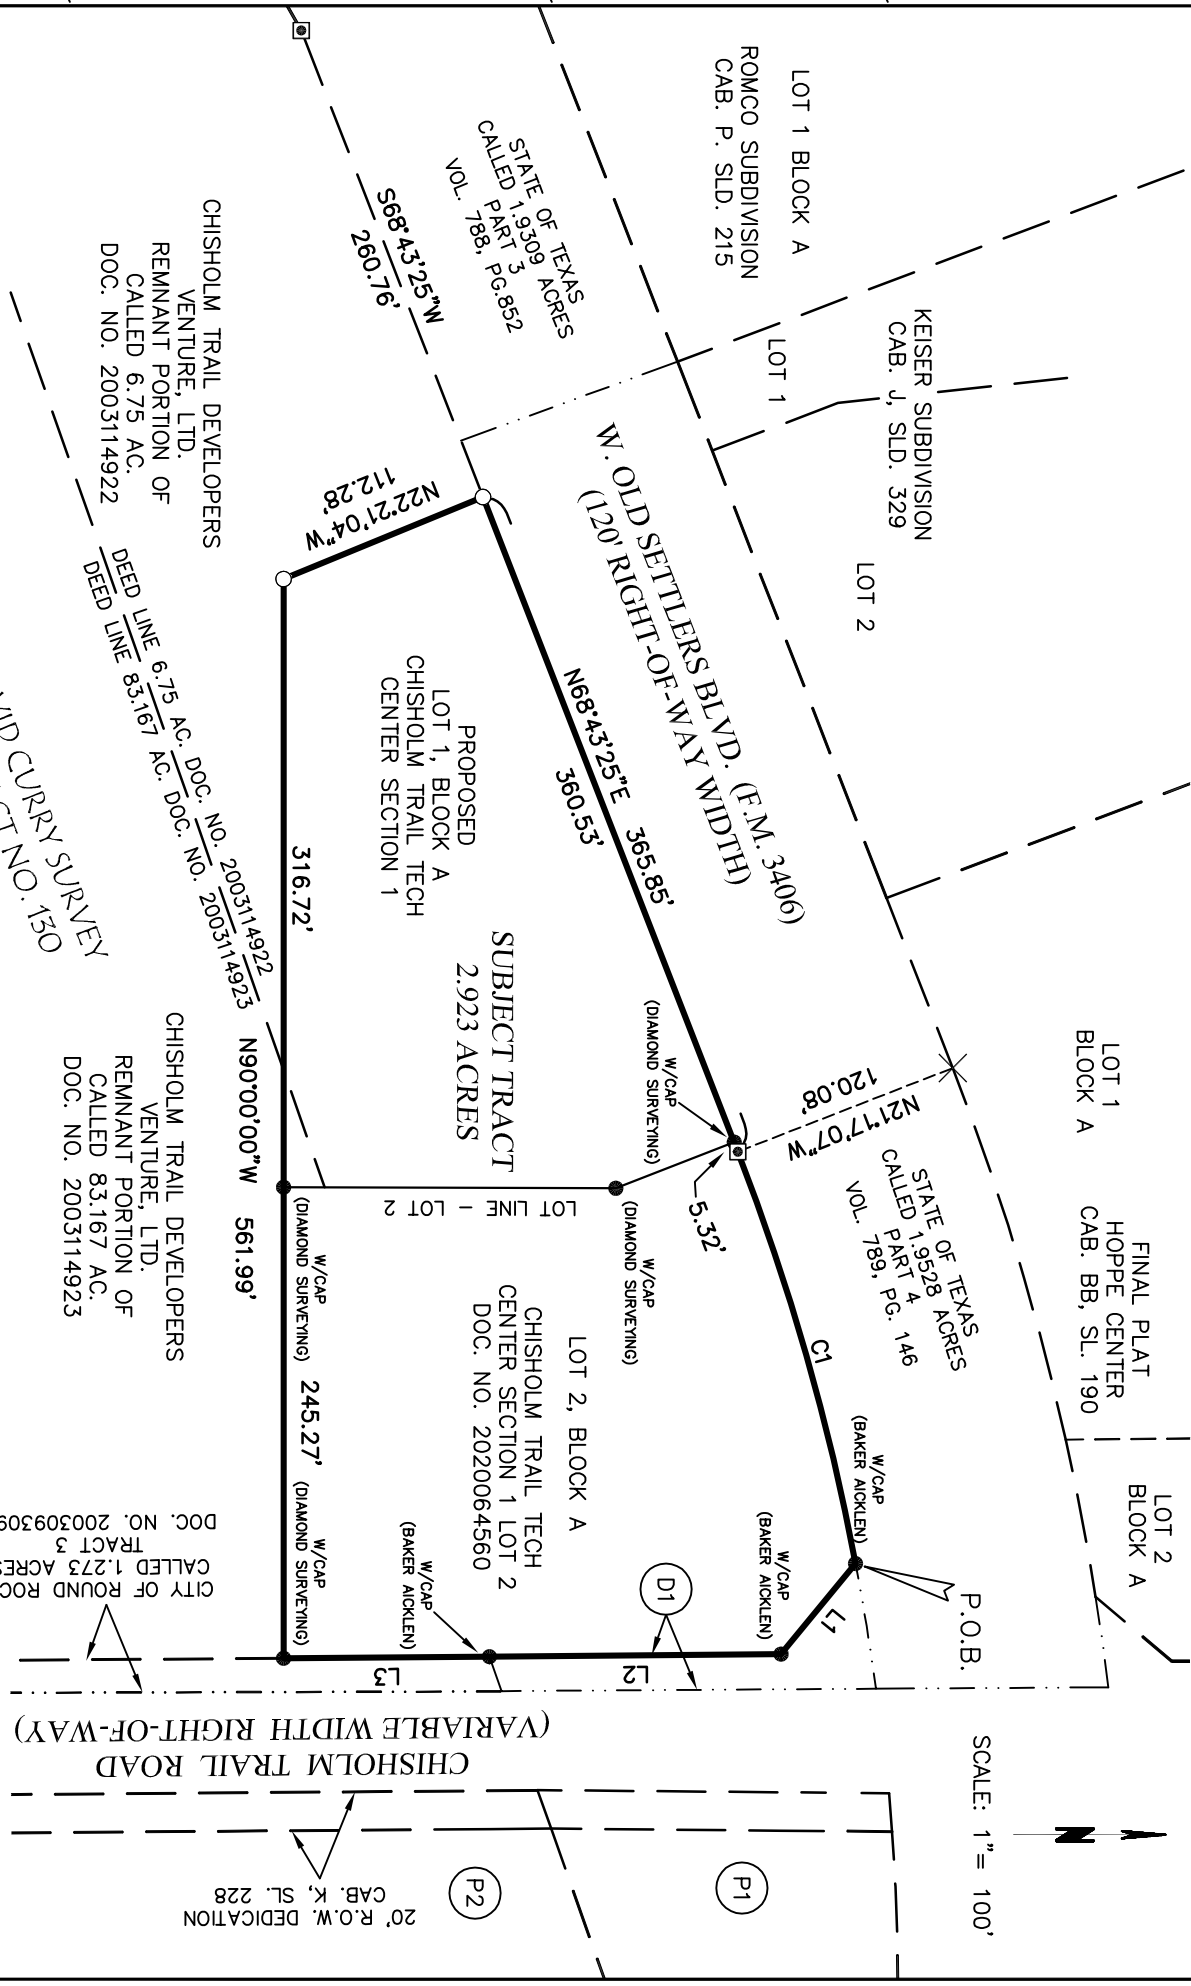 LOT 1 BLOCK A
ROMCO SUBDIVISION
CAB. P. SLD. 215
KEISER SUBDIVISION
CAB. J, SLD. 329
LOT 1
LOT 2
LOT 1
BLOCK A
FINAL PLAT
HOPPE CENTER
CAB. BB, SL. 190
LOT 2
BLOCK A
SCALE: 1"= 100'
N
STATE OF TEXAS
CALLED 1.9309 ACRES
PART 3
VOL. 788, PG.852
S68°43'25"W
260.76'
W. OLD SETTLERS BLVD. (F.M. 3406)
(120' RIGHT-OF-WAY WIDTH)
N68°43'25"E 365.85'
360.53'
N21°17'07"W
120.08'
STATE OF TEXAS
CALLED 1.9528 ACRES
PART 4
VOL. 789, PG. 146
5.32'
C1
W/CAP
(DIAMOND SURVEYING)
W/CAP
(BAKER AICKLEN)
P.O.B.
L1
W/CAP
(BAKER AICKLEN)
D1
L2
W/CAP
(BAKER AICKLEN)
L3
W/CAP
(DIAMOND SURVEYING)
LOT LINE - LOT 2
LOT 2, BLOCK A
CHISHOLM TRAIL TECH
CENTER SECTION 1 LOT 2
DOC. NO. 2020064560
SUBJECT TRACT
2.923 ACRES
PROPOSED
LOT 1, BLOCK A
CHISHOLM TRAIL TECH
CENTER SECTION 1
N22°21'04"W
112.28'
316.72'
N90°00'00"W 561.99'
W/CAP
(DIAMOND SURVEYING)
245.27'
W/CAP
(DIAMOND SURVEYING)
CHISHOLM TRAIL DEVELOPERS
VENTURE, LTD.
REMNANT PORTION OF
CALLED 6.75 AC.
DOC. NO. 2003114922
DEED LINE 6.75 AC. DOC. NO. 2003114922
DEED LINE 83.167 AC. DOC. NO. 2003114923
CHISHOLM TRAIL DEVELOPERS
VENTURE, LTD.
REMNANT PORTION OF
CALLED 83.167 AC.
DOC. NO. 2003114923
VID CURRY SURVEY
CT NO. 130
CITY OF ROUND ROC
CALLED 1.273 ACRES
TRACT 3
DOC. NO. 200309309
CHISHOLM TRAIL ROAD
(VARIABLE WIDTH RIGHT-OF-WAY)
20' R.O.W. DEDICATION
CAB. K, SL. 228
P1
P2